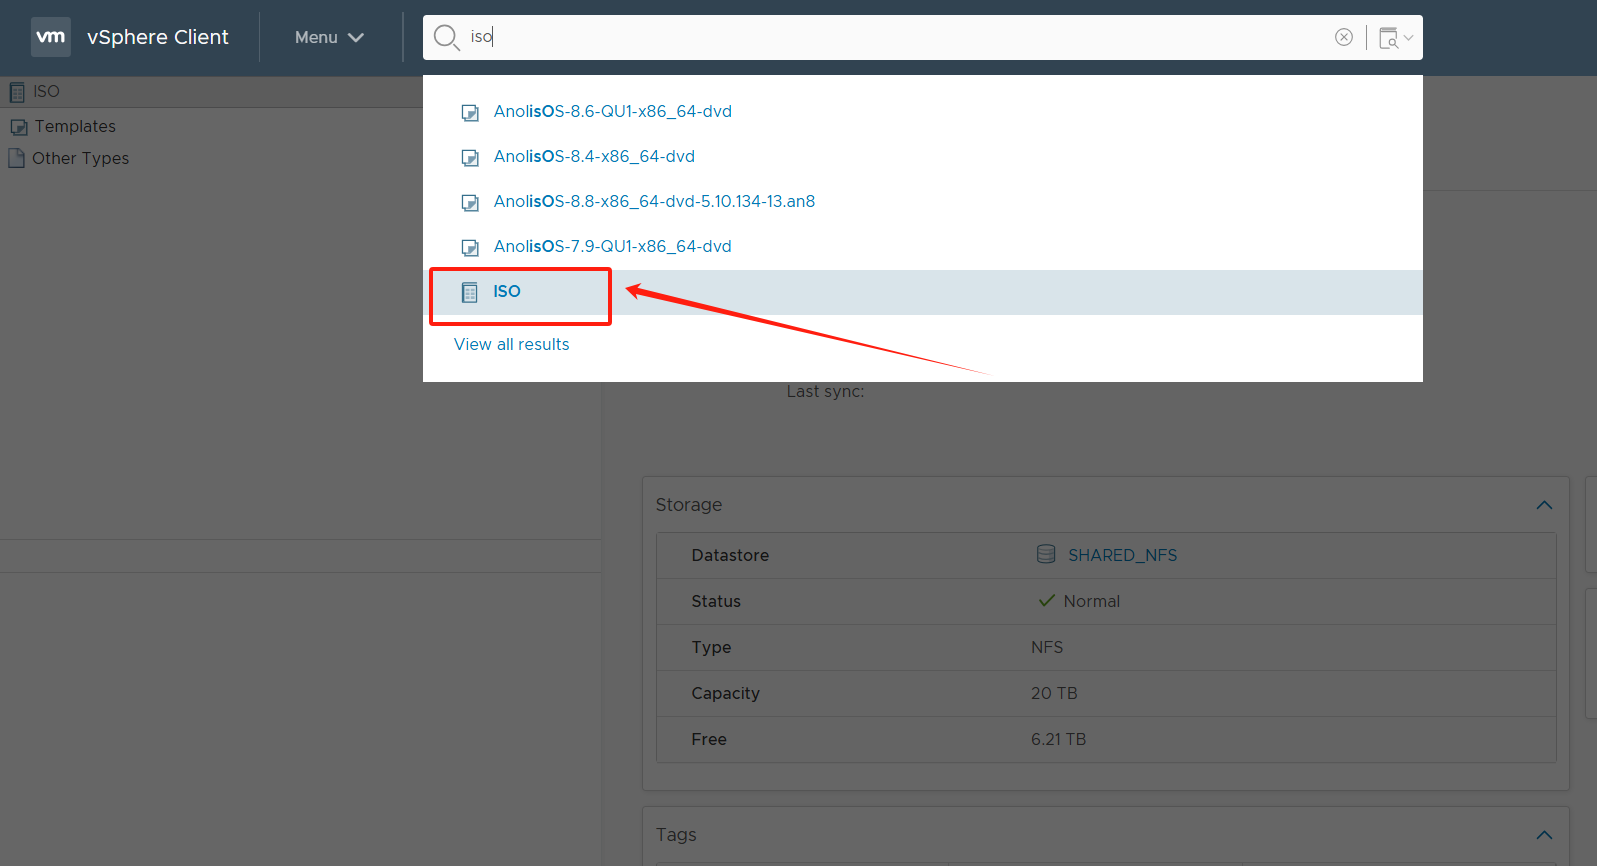 vm vSphere Client Menu iso
ISO
Templates
Other Types
AnolisOS-8.6-QU1-x86_64-dvd
AnolisOS-8.4-x86_64-dvd
AnolisOS-8.8-x86_64-dvd-5.10.134-13.an8
AnolisOS-7.9-QU1-x86_64-dvd
ISO
View all results
Last sync:
Storage
Datastore SHARED_NFS
Status Normal
Type NFS
Capacity 20 TB
Free 6.21 TB
Tags